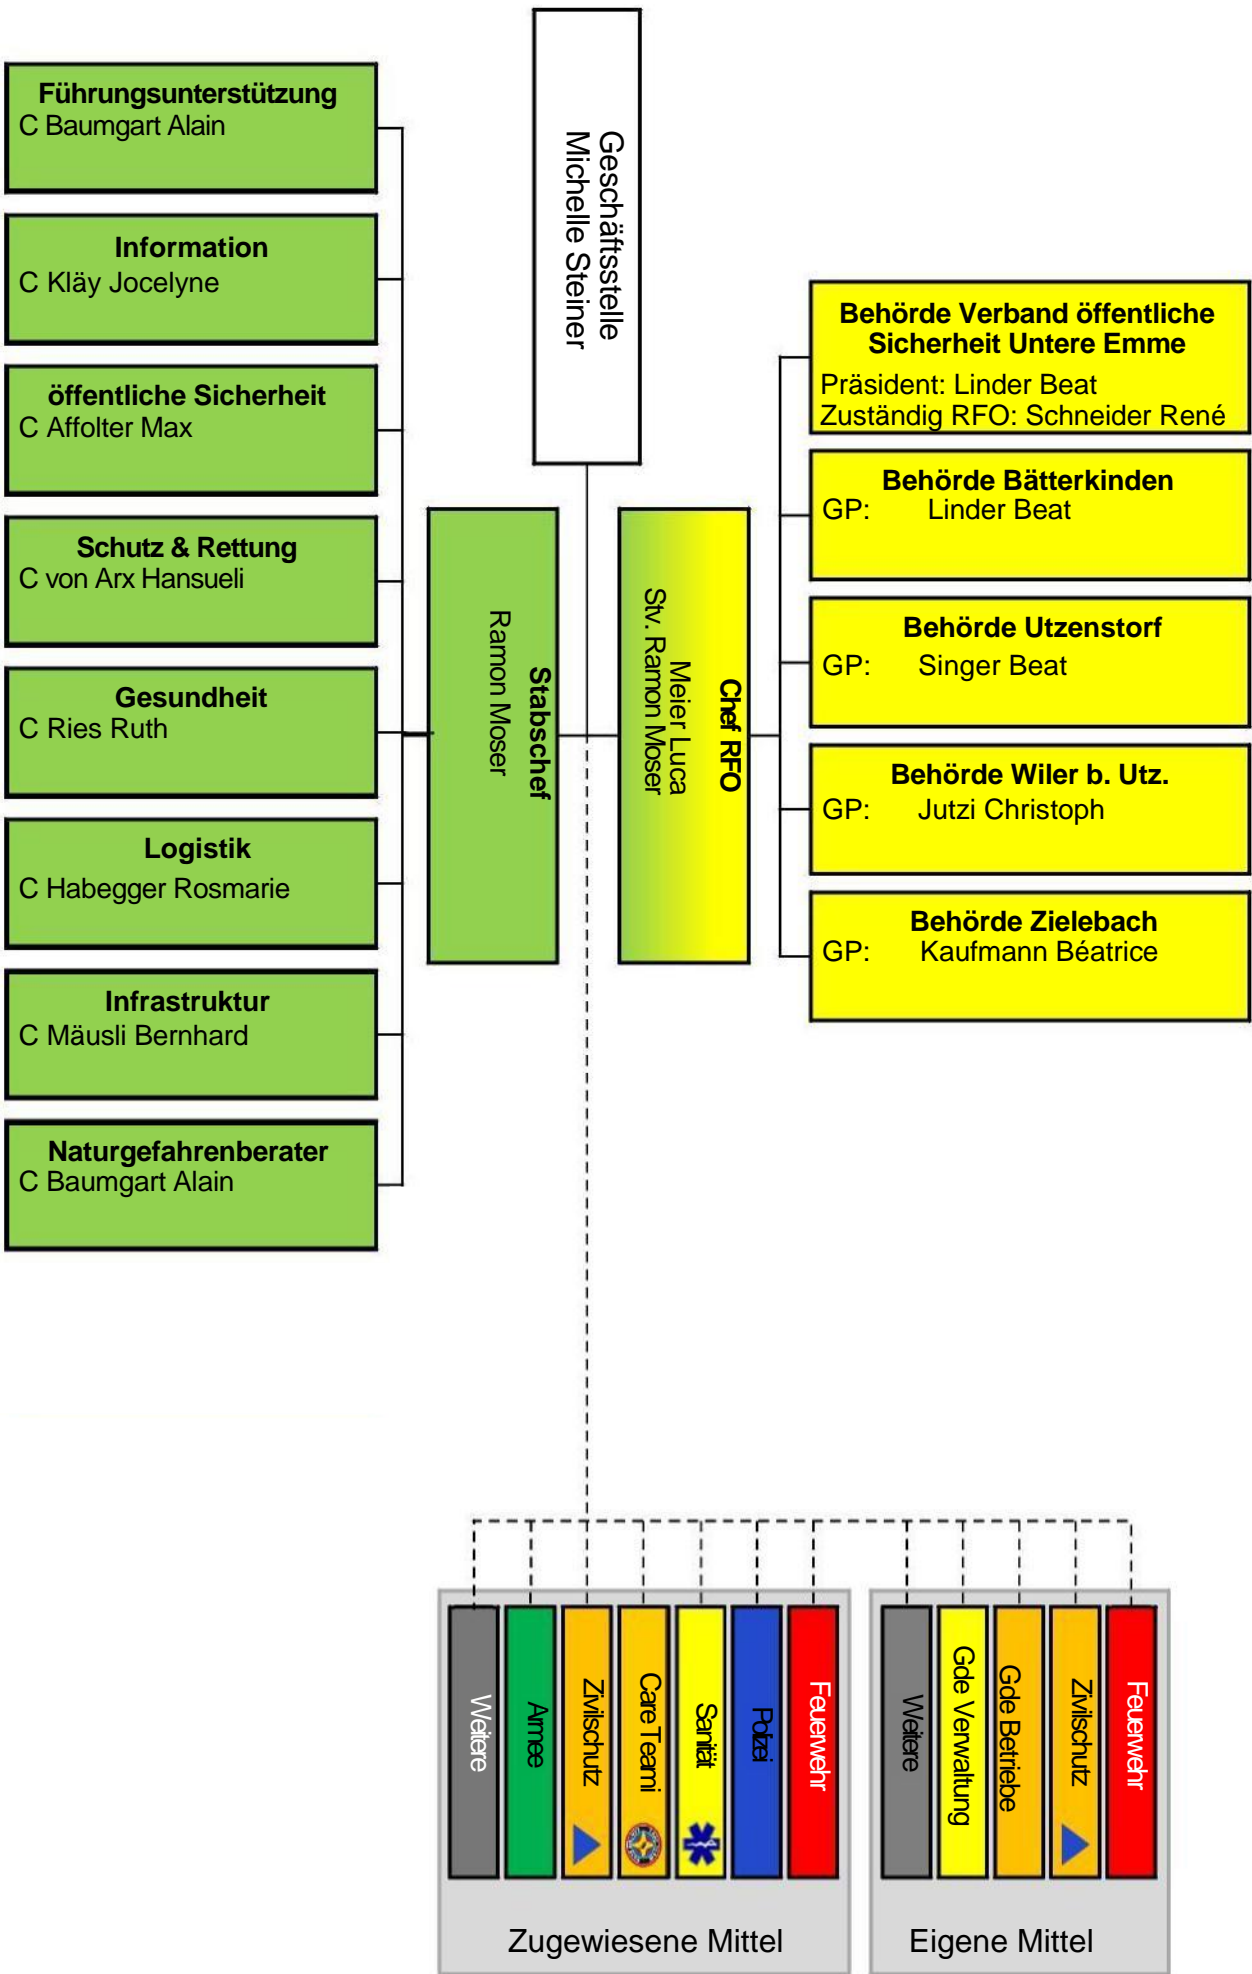 Führungsunterstützung
C Baumgart Alain
Information
C Kläy Jocelyne
öffentliche Sicherheit
C Affolter Max
Schutz & Rettung
C von Arx Hansueli
Gesundheit
C Ries Ruth
Logistik
C Habegger Rosmarie
Infrastruktur
C Mäusli Bernhard
Naturgefahrenberater
C Baumgart Alain
Geschäftsstelle
Michelle Steiner
Stabschef
Ramon Moser
Chef RFO
Meier Luca
Stv. Ramon Moser
Behörde Verband öffentliche
Sicherheit Untere Emme
Präsident: Linder Beat
Zuständig RFO: Schneider René
Behörde Bätterkinden
GP: Linder Beat
Behörde Utzenstorf
GP: Singer Beat
Behörde Wiler b. Utz.
GP: Jutzi Christoph
Behörde Zielebach
GP: Kaufmann Béatrice
Weitere
Armee
Zivilschutz
Care Teami
Sanität
Polizei
Feuerwehr
Zugewiesene Mittel
Weitere
Gde Verwaltung
Gde Betriebe
Zivilschutz
Feuerwehr
Eigene Mittel